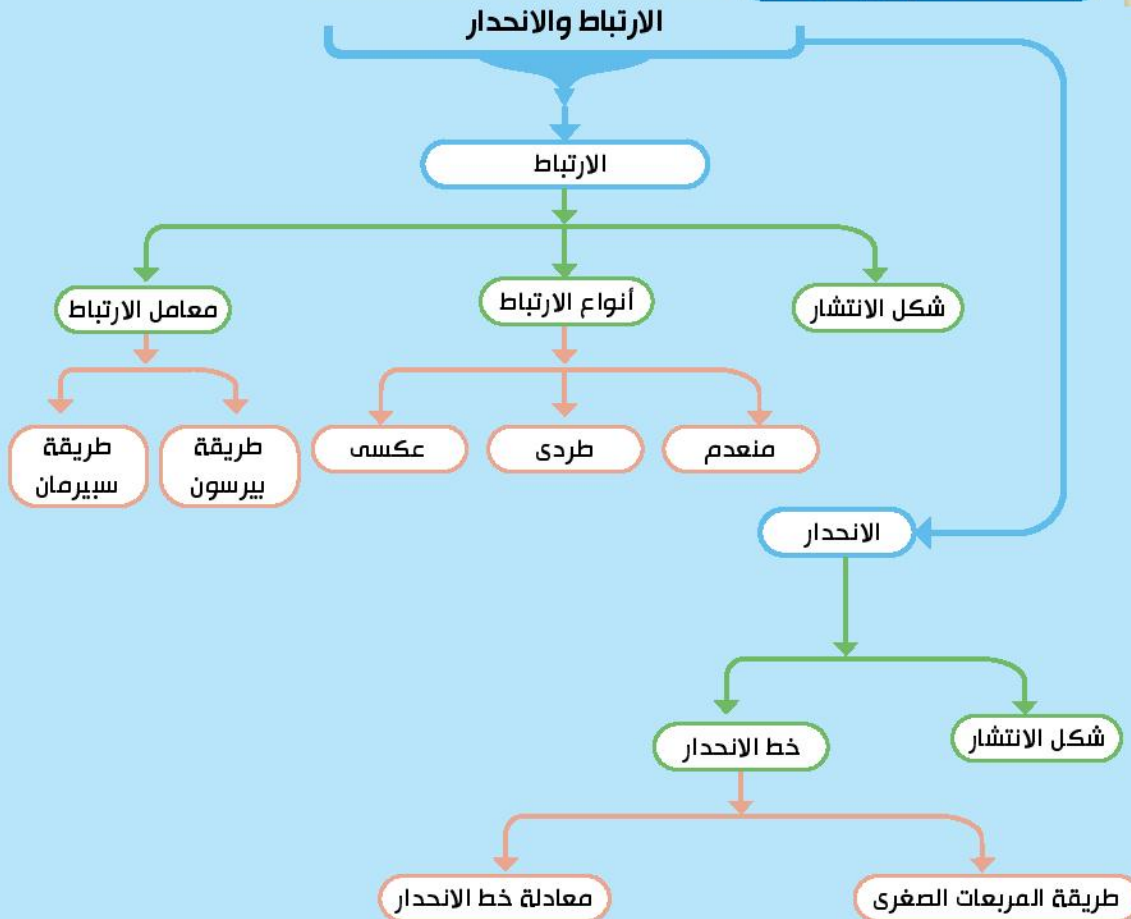 الارتباط والانحدار
الارتباط
شكل الانتشار
أنواع الارتباط
معامل الارتباط
منعدم
طردى
عكسى
طريقة
بيرسون
طريقة
سبيرمان
الانحدار
شكل الانتشار
خط الانحدار
طريقة المربعات الصغرى
معادلة خط الانحدار